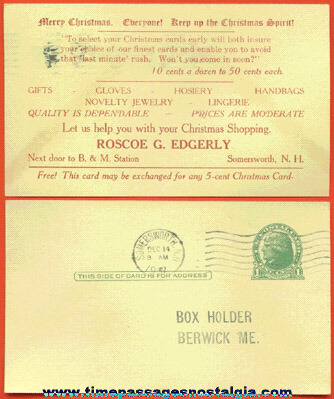 Merry Christmas. Everyone! Keep up the Christmas Spirit!
"To select your Christmas cards early will both insure
your choice of our finest cards and enable you to avoid
that 'last minute' rush. Won't you come in soon?"
10 cents a dozen to 50 cents each.
GIFTS - GLOVES - HOSIERY - HANDBAGS
NOVELTY JEWELRY - LINGERIE
QUALITY IS DEPENDABLE - PRICES ARE MODERATE
Let us help you with your Christmas Shopping.
ROSCOE G. EDGERLY
Next door to B. & M. Station Somersworth, N. H.
Free! This card may be exchanged for any 5-cent Christmas Card-
SOMERSWORTH, N.H.
DEC 14
8 AM
THIS SIDE OF CARD IS FOR ADDRESS
BOX HOLDER
BERWICK ME.
www.timepassagesnostalgia.com